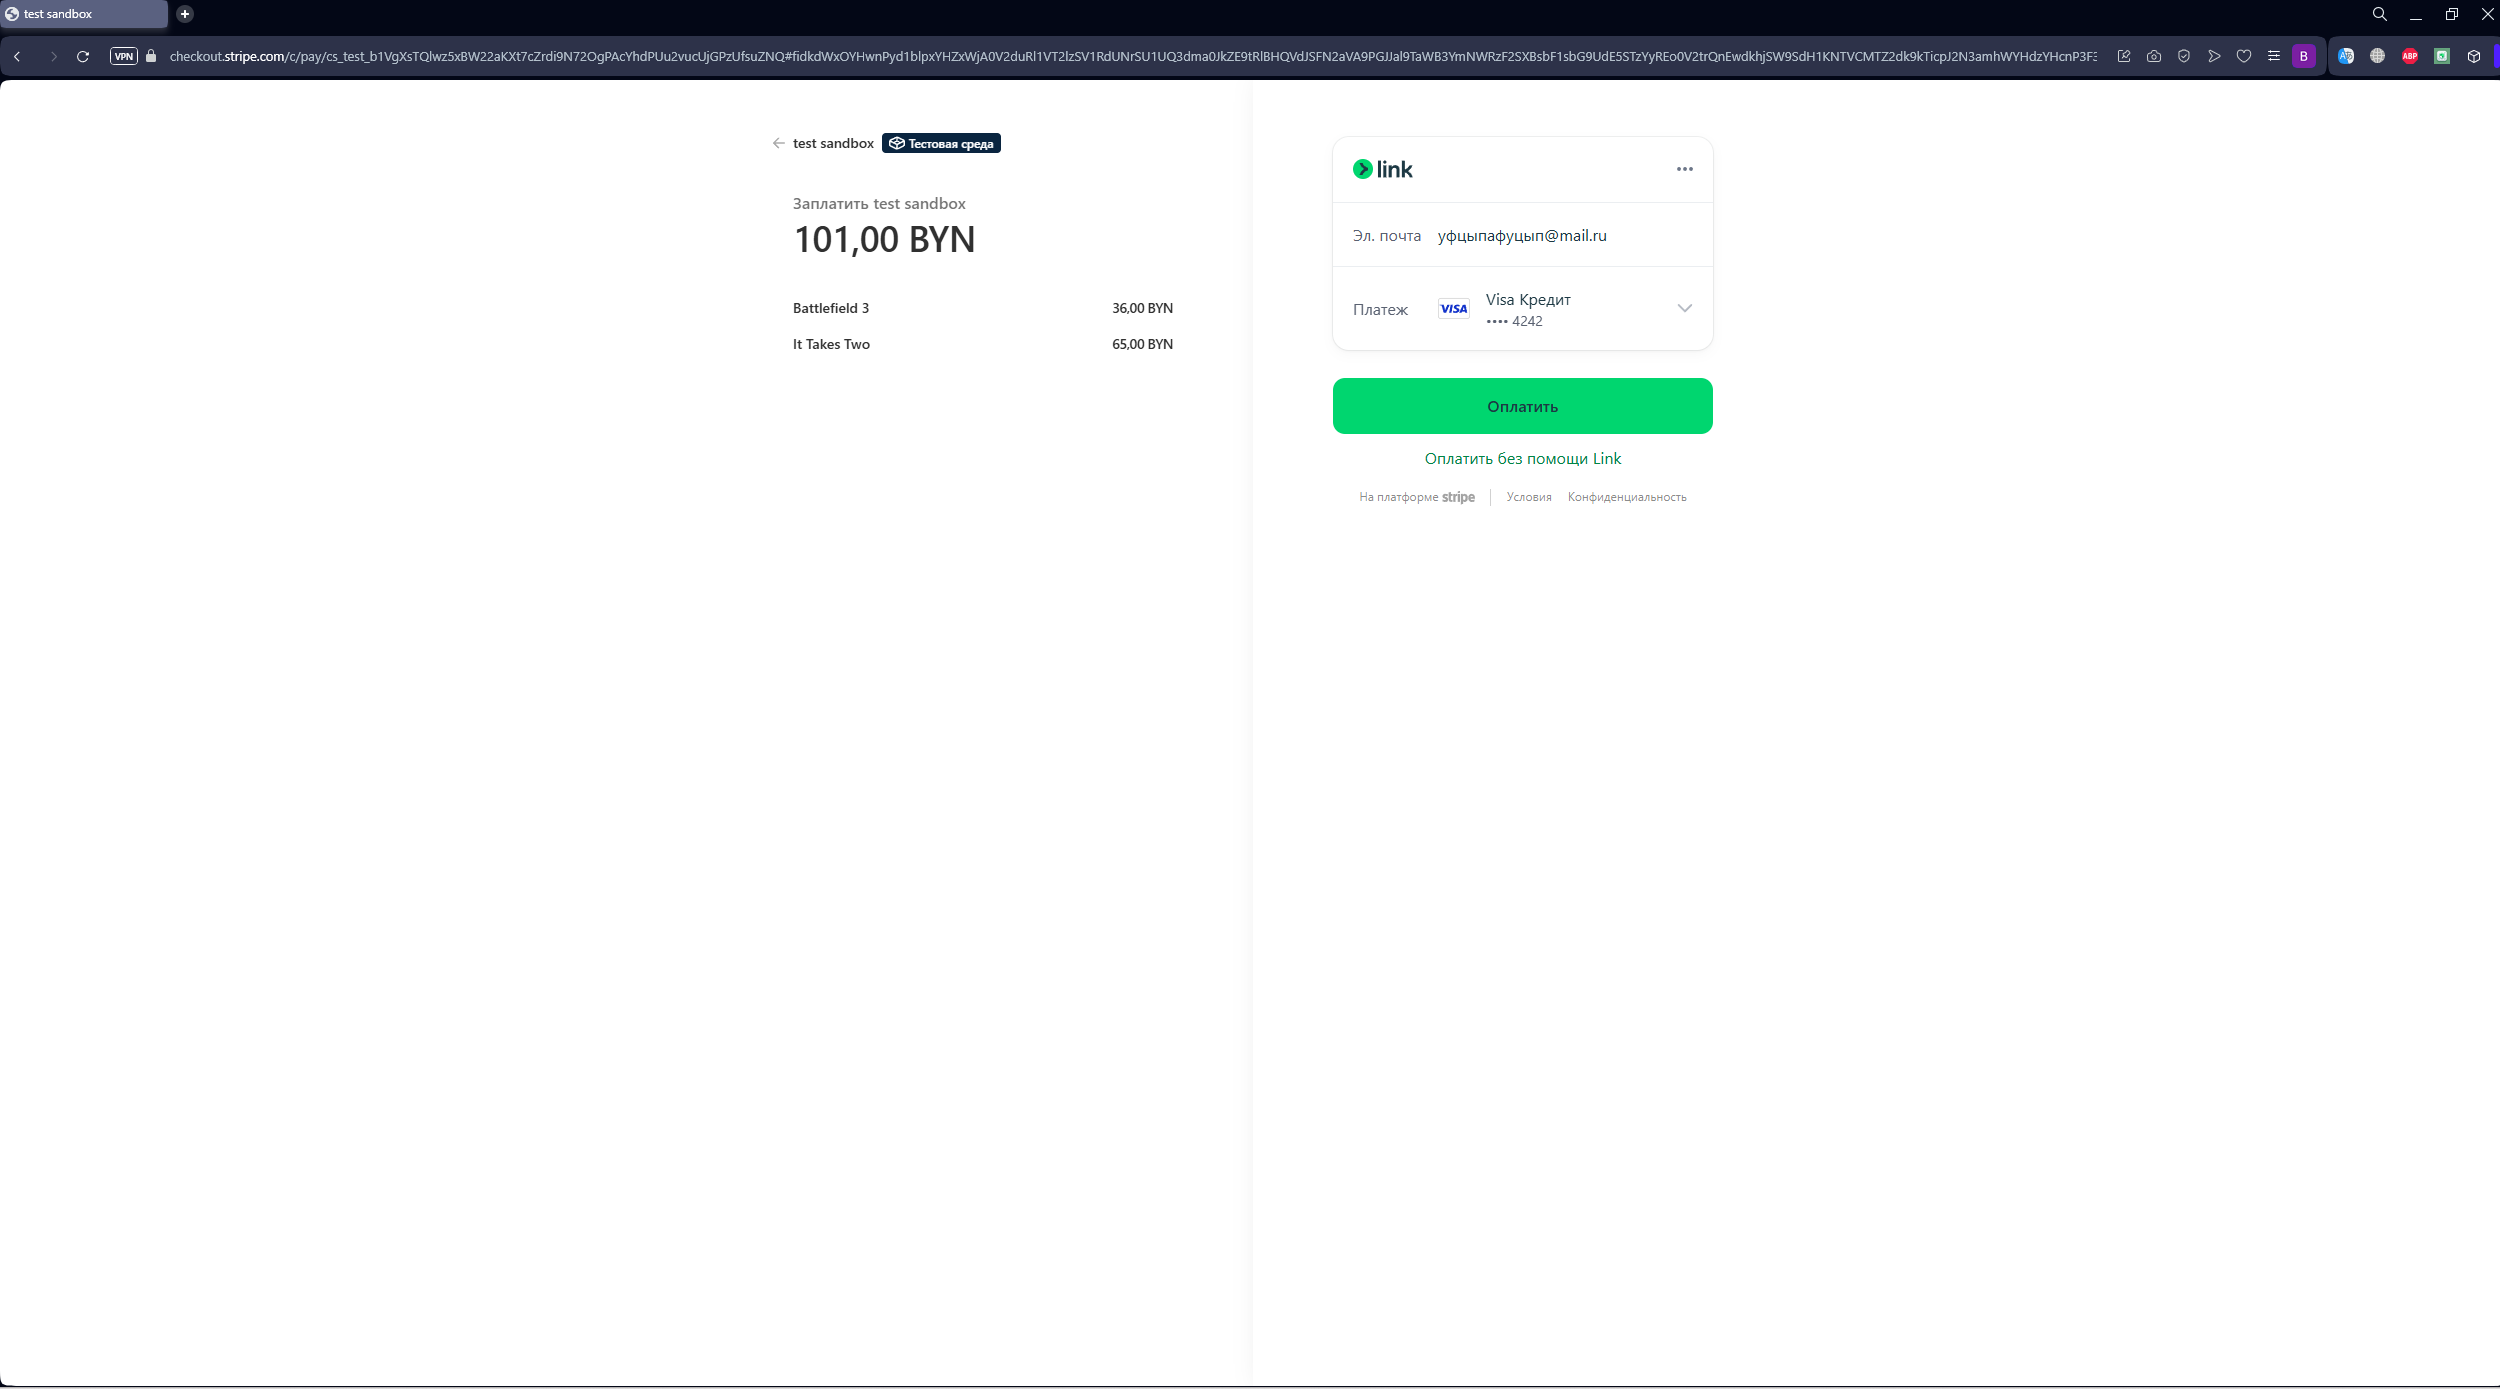 test sandbox
VPN
checkout.stripe.com/c/pay/cs_test_b1VgXsTQlwz5xBW22aKXt7cZrdi9N72OgPAcYhdPUu2vucUjGPzUfsuZNQ#fidkdWxOYHwnPyd1blpxYHZxWjA0V2duRl1VT2lzSV1RdUNrSU1UQ3dma0JkZE9tRlBHQVdJSFN2aVA9PGJJal9TaWB3YmNWRzF2SXBsbF1sbG9UdE5STzYyREo0V2trQnEwdkhjSW9SdH1KNTVCMTZ2dk9kTicpJ2N3amhWYHdzYHcnP3F3
B
ABP
test sandbox Тестовая среда
Заплатить test sandbox
101,00 BYN
Battlefield 3 36,00 BYN
It Takes Two 65,00 BYN
link
Эл. почта уфцыпафуцып@mail.ru
Платеж VISA Visa Кредит
•••• 4242
Оплатить
Оплатить без помощи Link
На платформе stripe Условия Конфиденциальность